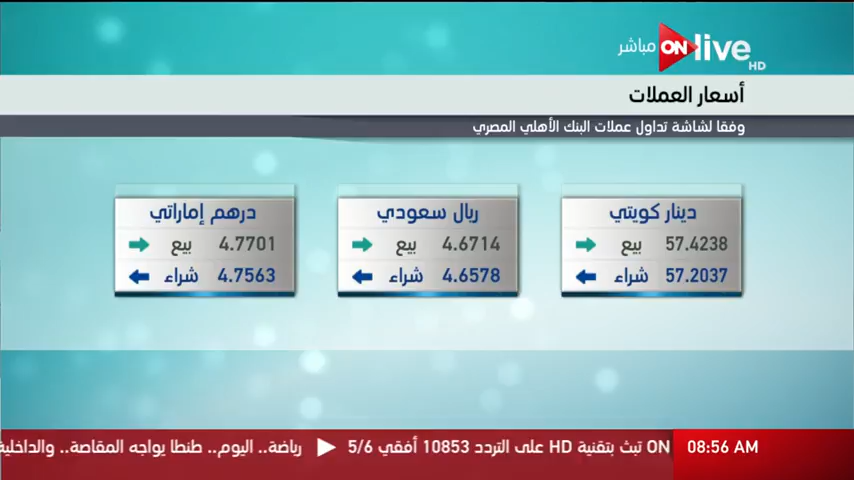 مباشر ON live HD
أسعار العملات
وفقا لشاشة تداول عملات البنك الأهلي المصري
دينار كويتي
57.4238 بيع
57.2037 شراء
ريال سعودي
4.6714 بيع
4.6578 شراء
درهم إماراتي
4.7701 بيع
4.7563 شراء
08:56 AM
ON تبث بتقنية HD على التردد 10853 أفقي 5/6 رياضة.. اليوم.. طنطا يواجه المقاصة.. والداخلية